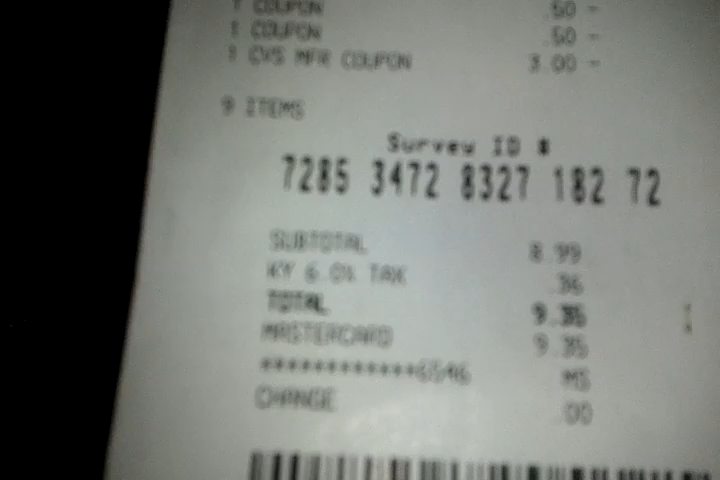 1 COUPON .50 -
1 COUPON .50 -
1 CVS MFR COUPON 3.00 -
9 ITEMS
Survey ID #
7285 3472 8327 182 72
SUBTOTAL 8.99
KY 6.0% TAX .36
TOTAL 9.35
MASTERCARD 9.35
************6546 MS
CHANGE .00